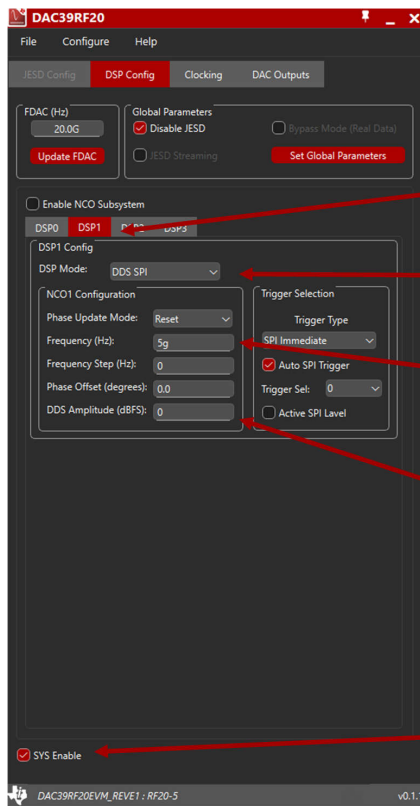 DAC39RF20
File Configure Help
JESD Config DSP Config Clocking DAC Outputs
FDAC (Hz) Global Parameters
20.0G Disable JESD Bypass Mode (Real Data)
Update FDAC JESD Streaming Set Global Parameters
Enable NCO Subsystem
DSP0 DSP1 DSP2 DSP3
DSP1 Config
DSP Mode: DDS SPI
NCO1 Configuration Trigger Selection
Phase Update Mode: Reset Trigger Type
Frequency (Hz): 5g SPI Immediate
Frequency Step (Hz): 0 Auto SPI Trigger
Phase Offset (degrees): 0.0 Trigger Sel: 0
DDS Amplitude (dBFS): 0 Active SPI Lavel
SYS Enable
DAC39RF20EVM_REVE1 : RF20-5